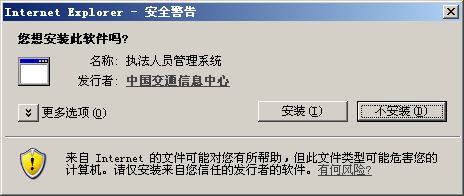 Internet Explorer - 安全警告
您想安装此软件吗?
名称: 执法人员管理系统
发行者: 中国交通信息中心
更多选项(O)
安装(I)
不安装(D)
来自 Internet 的文件可能对您有所帮助，但此文件类型可能危害您的
计算机。请仅安装来自您信任的发行者的软件。有何风险?